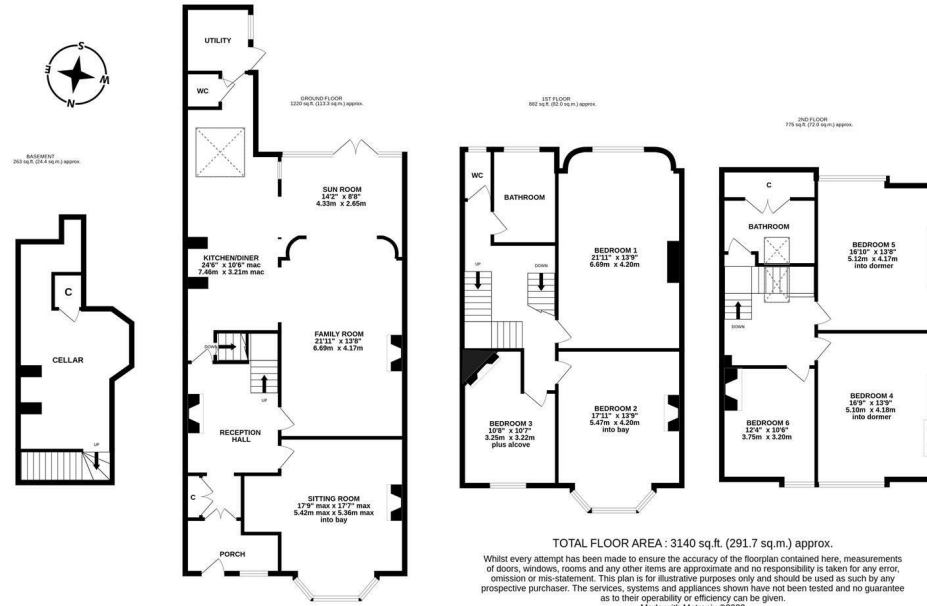 S
W
E
N
BASEMENT
263 sq.ft. (24.4 sq.m.) approx.
C
CELLAR
UP
GROUND FLOOR
1220 sq.ft. (113.3 sq.m.) approx.
UTILITY
WC
SUN ROOM
14'2" x 8'8"
4.33m x 2.65m
KITCHEN/DINER
24'6" x 10'6" mac
7.46m x 3.21m mac
FAMILY ROOM
21'11" x 13'8"
6.69m x 4.17m
DOWN
UP
RECEPTION
HALL
C
SITTING ROOM
17'9" max x 17'7" max
5.42m max x 5.36m max
into bay
PORCH
1ST FLOOR
882 sq.ft. (82.0 sq.m.) approx.
WC
BATHROOM
BEDROOM 1
21'11" x 13'9"
6.69m x 4.20m
UP
DOWN
BEDROOM 2
17'11" x 13'9"
5.47m x 4.20m
into bay
BEDROOM 3
10'8" x 10'7"
3.25m x 3.22m
plus alcove
2ND FLOOR
775 sq.ft. (72.0 sq.m.) approx.
C
BATHROOM
BEDROOM 5
16'10" x 13'8"
5.12m x 4.17m
into dormer
DOWN
BEDROOM 4
16'9" x 13'9"
5.10m x 4.18m
into dormer
BEDROOM 6
12'4" x 10'6"
3.75m x 3.20m
TOTAL FLOOR AREA : 3140 sq.ft. (291.7 sq.m.) approx.
Whilst every attempt has been made to ensure the accuracy of the floorplan contained here, measurements
of doors, windows, rooms and any other items are approximate and no responsibility is taken for any error,
omission or mis-statement. This plan is for illustrative purposes only and should be used as such by any
prospective purchaser. The services, systems and appliances shown have not been tested and no guarantee
as to their operability or efficiency can be given.